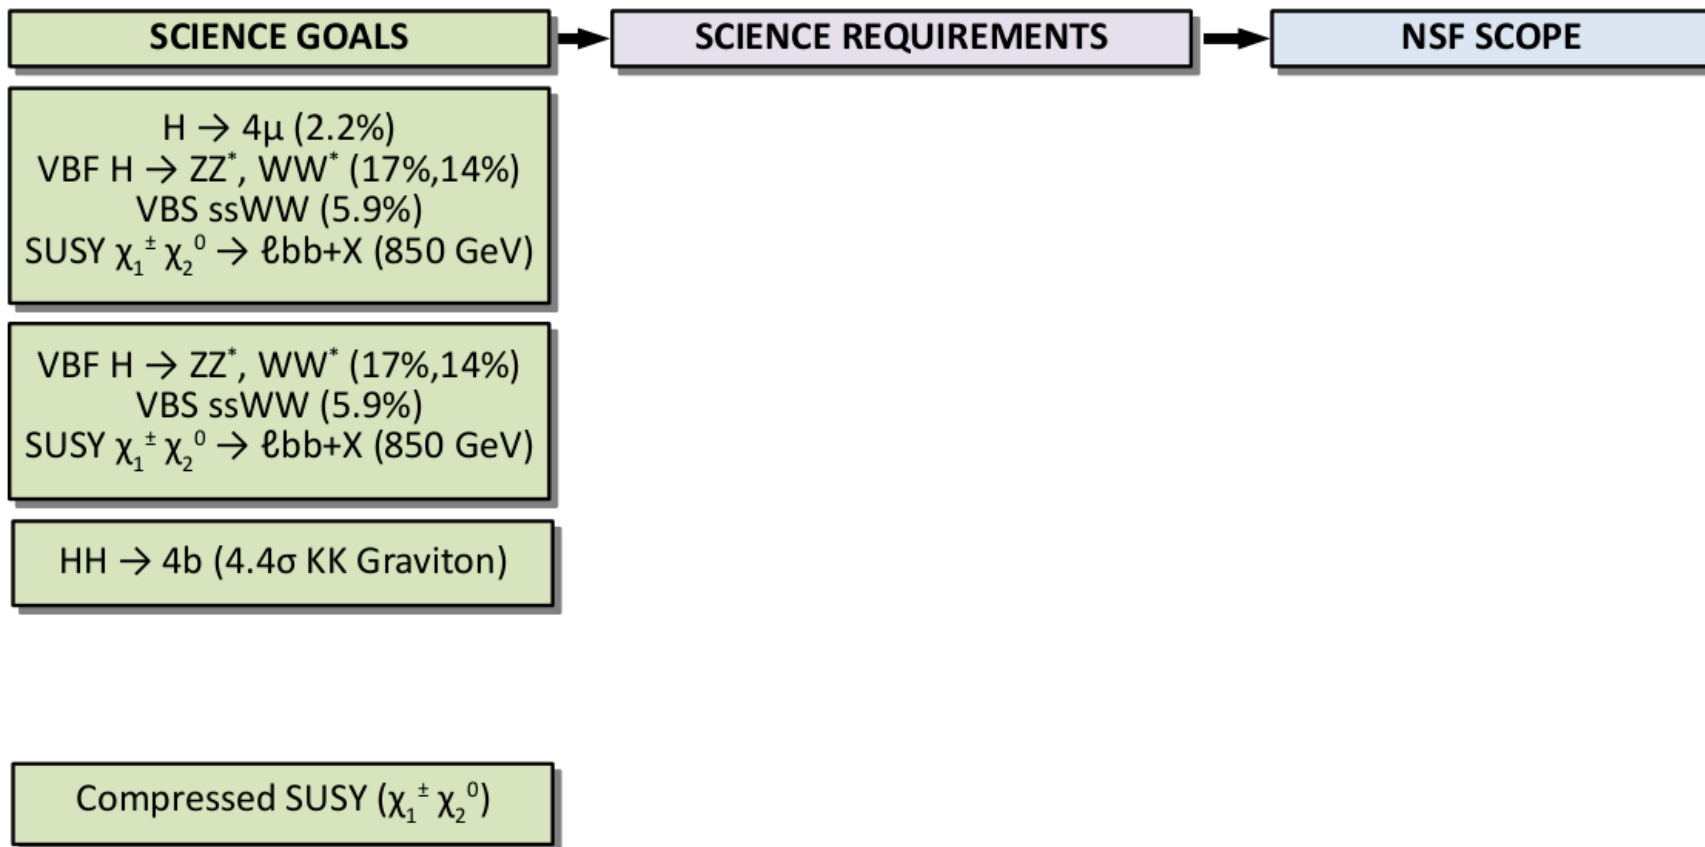 SCIENCE GOALS
SCIENCE REQUIREMENTS
NSF SCOPE
H → 4μ (2.2%)
VBF H → ZZ*, WW* (17%,14%)
VBS ssWW (5.9%)
SUSY χ₁± χ₂⁰ → ℓbb+X (850 GeV)
VBF H → ZZ*, WW* (17%,14%)
VBS ssWW (5.9%)
SUSY χ₁± χ₂⁰ → ℓbb+X (850 GeV)
HH → 4b (4.4σ KK Graviton)
Compressed SUSY (χ₁± χ₂⁰)